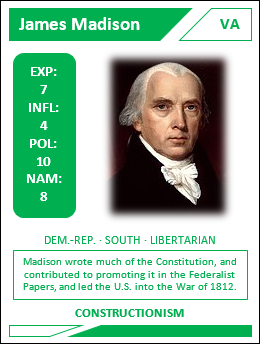 James Madison
VA
EXP:
7
INFL:
4
POL:
10
NAM:
8
DEM.-REP. · SOUTH · LIBERTARIAN
Madison wrote much of the Constitution, and
contributed to promoting it in the Federalist
Papers, and led the U.S. into the War of 1812.
CONSTRUCTIONISM